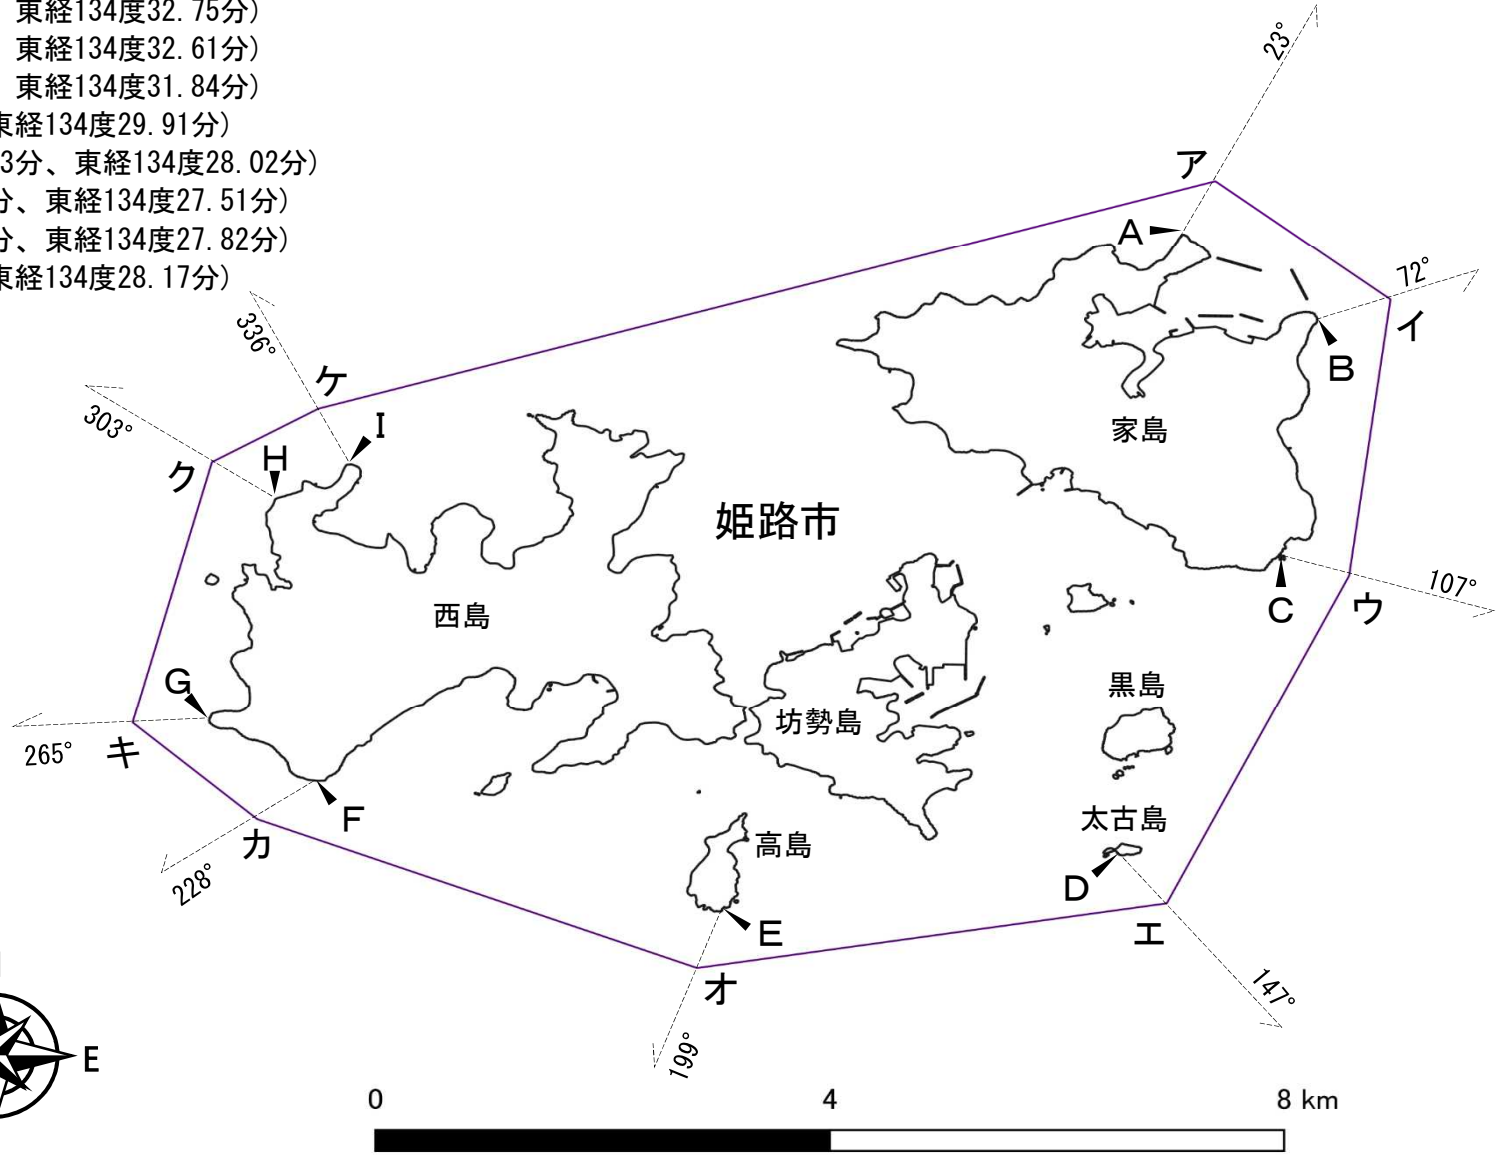 東経134度32.75分)
東経134度32.61分)
東経134度31.84分)
東経134度29.91分)
3分、東経134度28.02分)
分、東経134度27.51分)
分、東経134度27.82分)
東経134度28.17分)
23°
ア
A
72°
イ
B
336°
ケ
303°
I
家島
H
ク
姫路市
107°
C
ウ
西島
G
黒島
坊勢島
265°
キ
F
太古島
カ
高島
228°
D
E
エ
オ
147°
199°
E
0
4
8 km